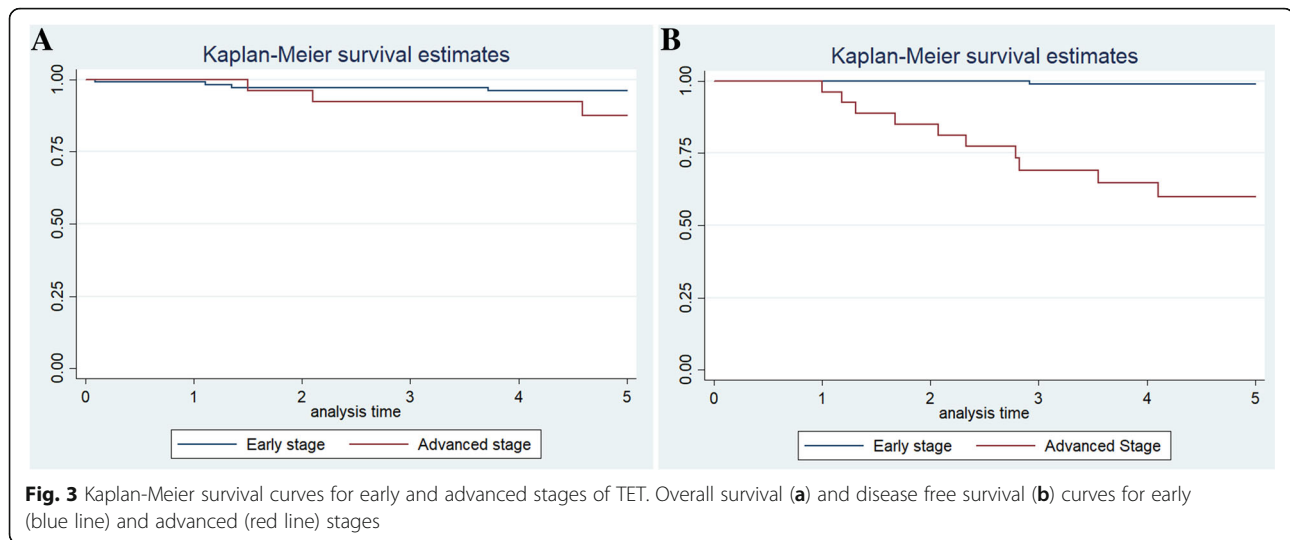 A
Kaplan-Meier survival estimates
1.00
0.75
0.50
0.25
0.00
0 1 2 3 4 5
analysis time
Early stage Advanced stage
B
Kaplan-Meier survival estimates
1.00
0.75
0.50
0.25
0.00
0 1 2 3 4 5
analysis time
Early stage Advanced Stage
Fig. 3 Kaplan-Meier survival curves for early and advanced stages of TET. Overall survival (a) and disease free survival (b) curves for early
(blue line) and advanced (red line) stages